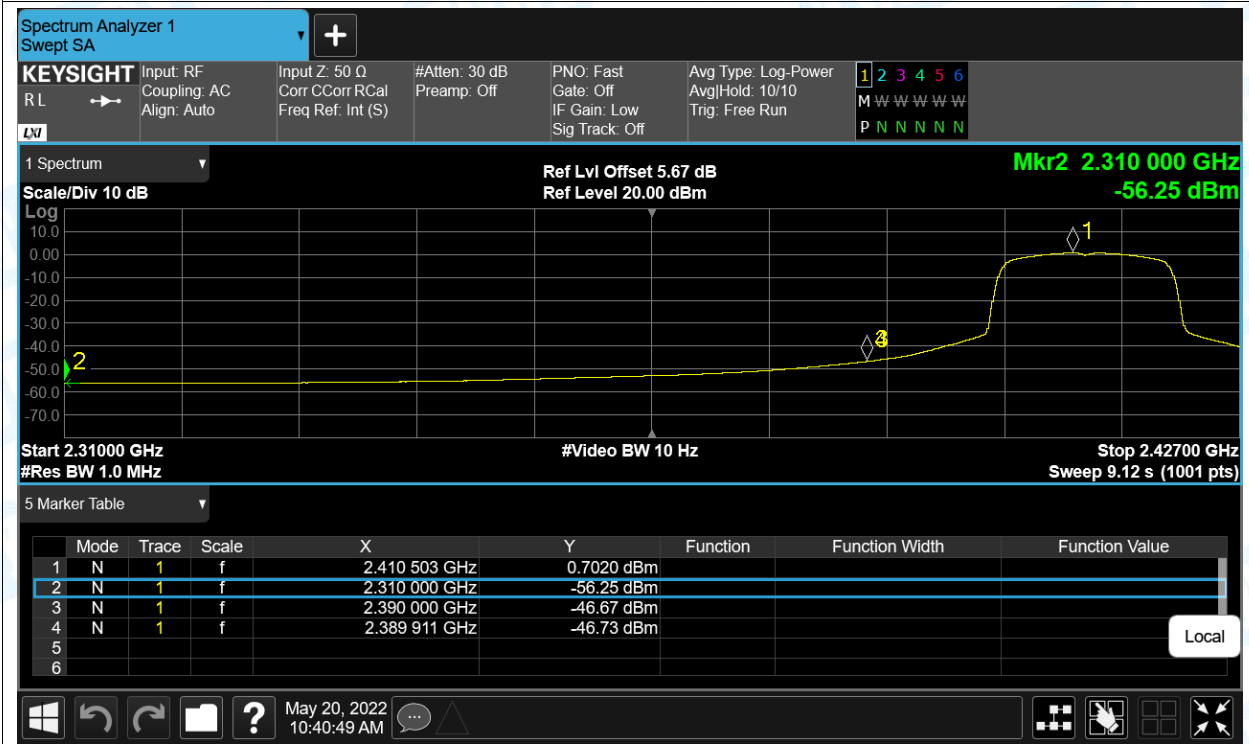 Spectrum Analyzer 1
Swept SA
KEYSIGHT
R L
LXI
Input: RF
Coupling: AC
Align: Auto
Input Z: 50 Ω
Corr CCorr RCal
Freq Ref: Int (S)
#Atten: 30 dB
Preamp: Off
PNO: Fast
Gate: Off
IF Gain: Low
Sig Track: Off
Avg Type: Log-Power
Avg|Hold: 10/10
Trig: Free Run
1 2 3 4 5 6
M W W W W W
P N N N N N
1 Spectrum
Scale/Div 10 dB
Ref Lvl Offset 5.67 dB
Ref Level 20.00 dBm
Mkr2 2.310 000 GHz
-56.25 dBm
Log
10.0
0.00
-10.0
-20.0
-30.0
-40.0
-50.0
-60.0
-70.0
1
2
Start 2.31000 GHz
#Res BW 1.0 MHz
#Video BW 10 Hz
Stop 2.42700 GHz
Sweep 9.12 s (1001 pts)
5 Marker Table
Mode Trace Scale X Y Function Function Width Function Value
1 N 1 f 2.410 503 GHz 0.7020 dBm
2 N 1 f 2.310 000 GHz -56.25 dBm
3 N 1 f 2.390 000 GHz -46.67 dBm
4 N 1 f 2.389 911 GHz -46.73 dBm
5
6
Local
?
May 20, 2022
10:40:49 AM